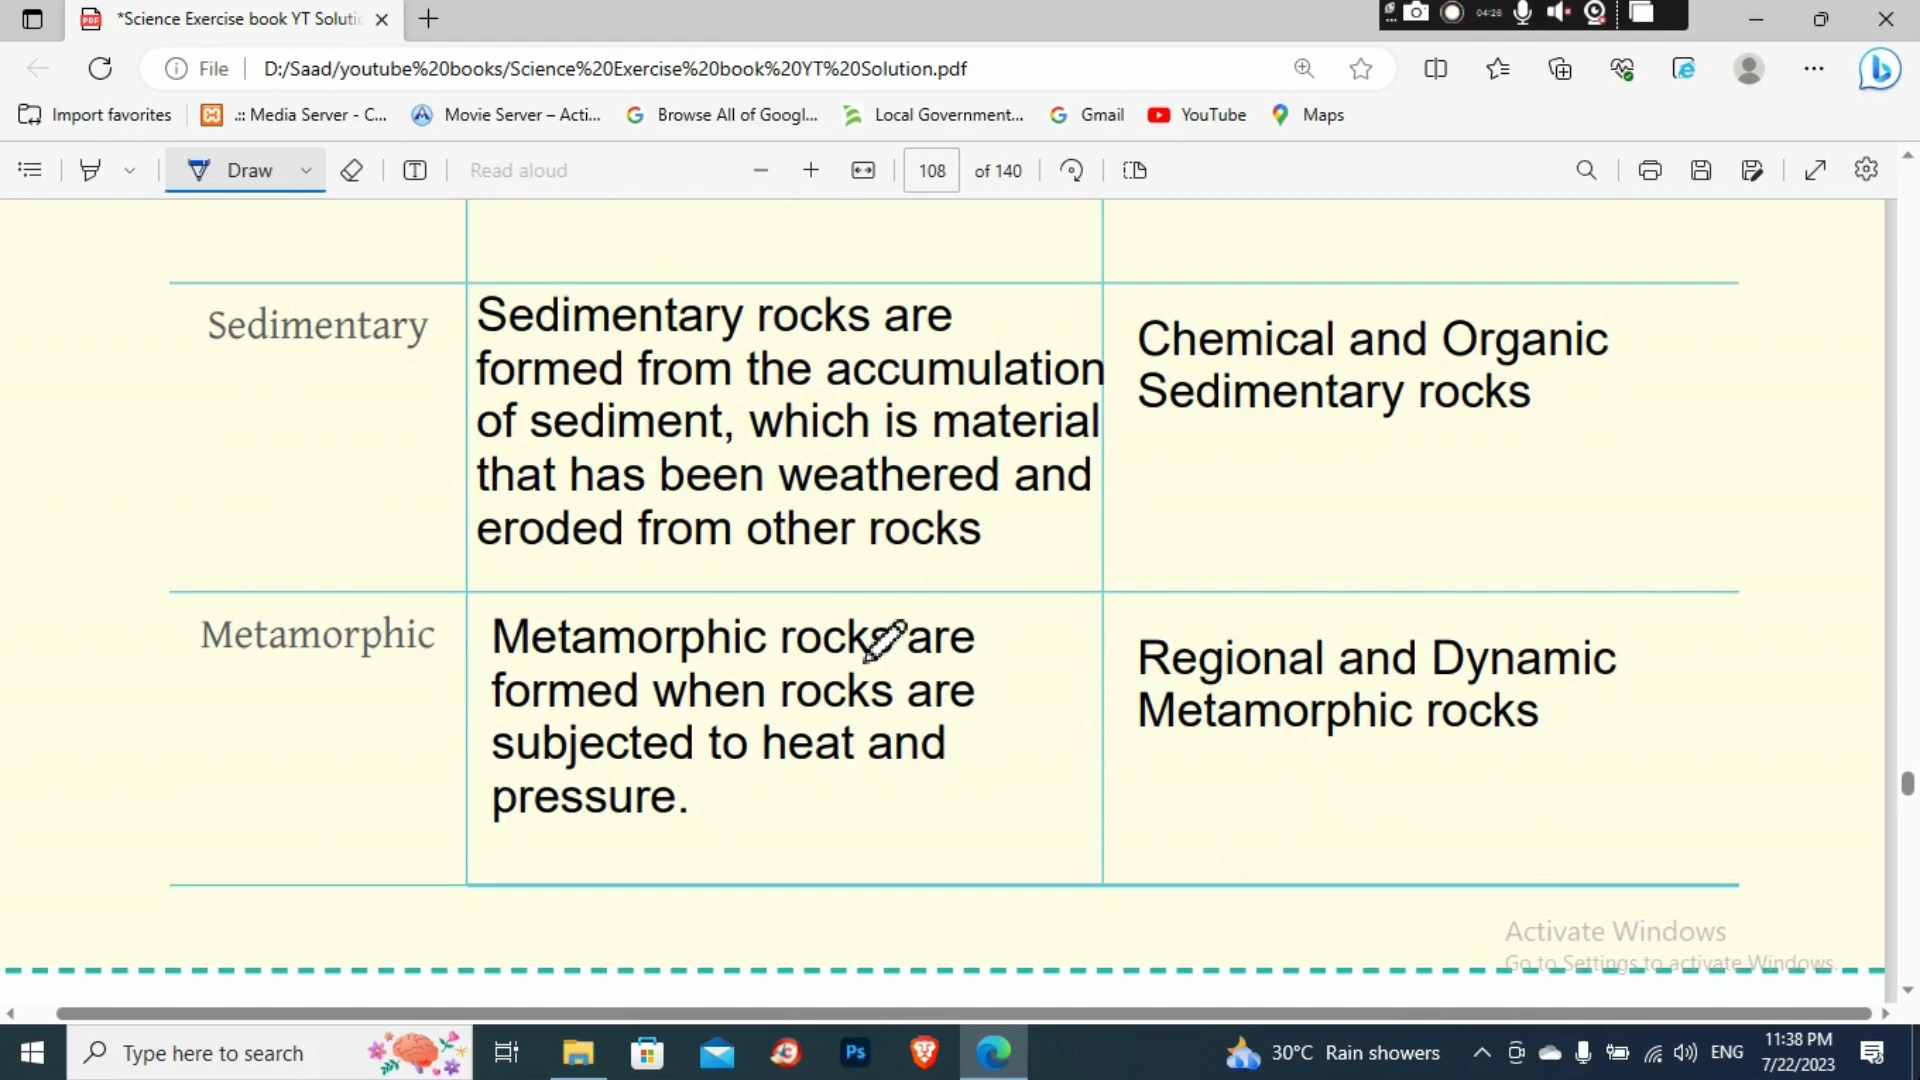 *Science Exercise book YT Soluti
04:26
File
D:/Saad/youtube%20books/Science%20Exercise%20book%20YT%20Solution.pdf
Import favorites
.:: Media Server - C...
Movie Server – Acti...
Browse All of Googl...
Local Government...
Gmail
YouTube
Maps
Draw
Read aloud
108
of 140
Sedimentary
Sedimentary rocks are
formed from the accumulation
of sediment, which is material
that has been weathered and
eroded from other rocks
Chemical and Organic
Sedimentary rocks
Metamorphic
Metamorphic rocks are
formed when rocks are
subjected to heat and
pressure.
Regional and Dynamic
Metamorphic rocks
Activate Windows
Go to Settings to activate Windows.
Type here to search
Ps
30°C Rain showers
ENG
11:38 PM
7/22/2023